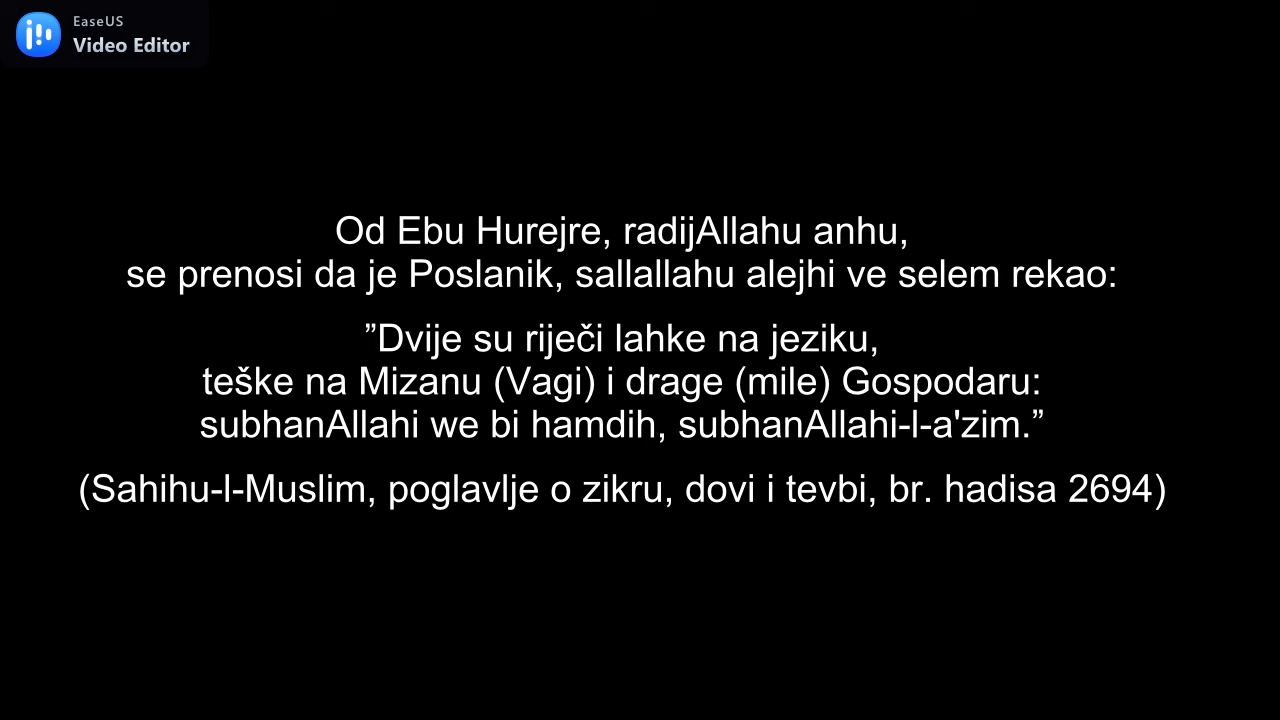 EaseUS
Video Editor
Od Ebu Hurejre, radijAllahu anhu,
se prenosi da je Poslanik, sallallahu alejhi ve selem rekao:
”Dvije su riječi lahke na jeziku,
teške na Mizanu (Vagi) i drage (mile) Gospodaru:
subhanAllahi we bi hamdih, subhanAllahi-l-a'zim.”
(Sahihu-l-Muslim, poglavlje o zikru, dovi i tevbi, br. hadisa 2694)